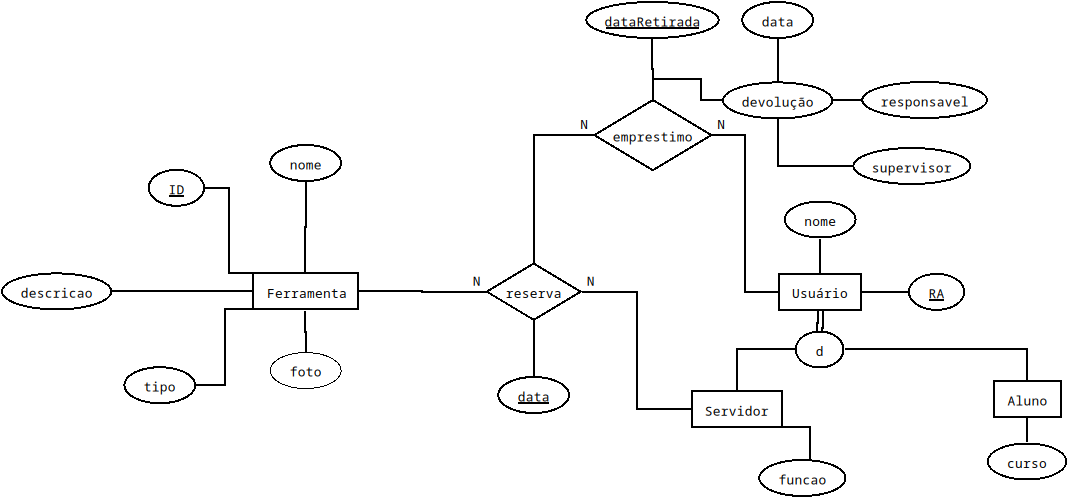 dataRetirada
data
devolução
responsavel
N
N
emprestimo
nome
supervisor
ID
nome
N
N
descricao
Ferramenta
reserva
Usuário
RA
d
foto
tipo
data
Servidor
Aluno
curso
funcao